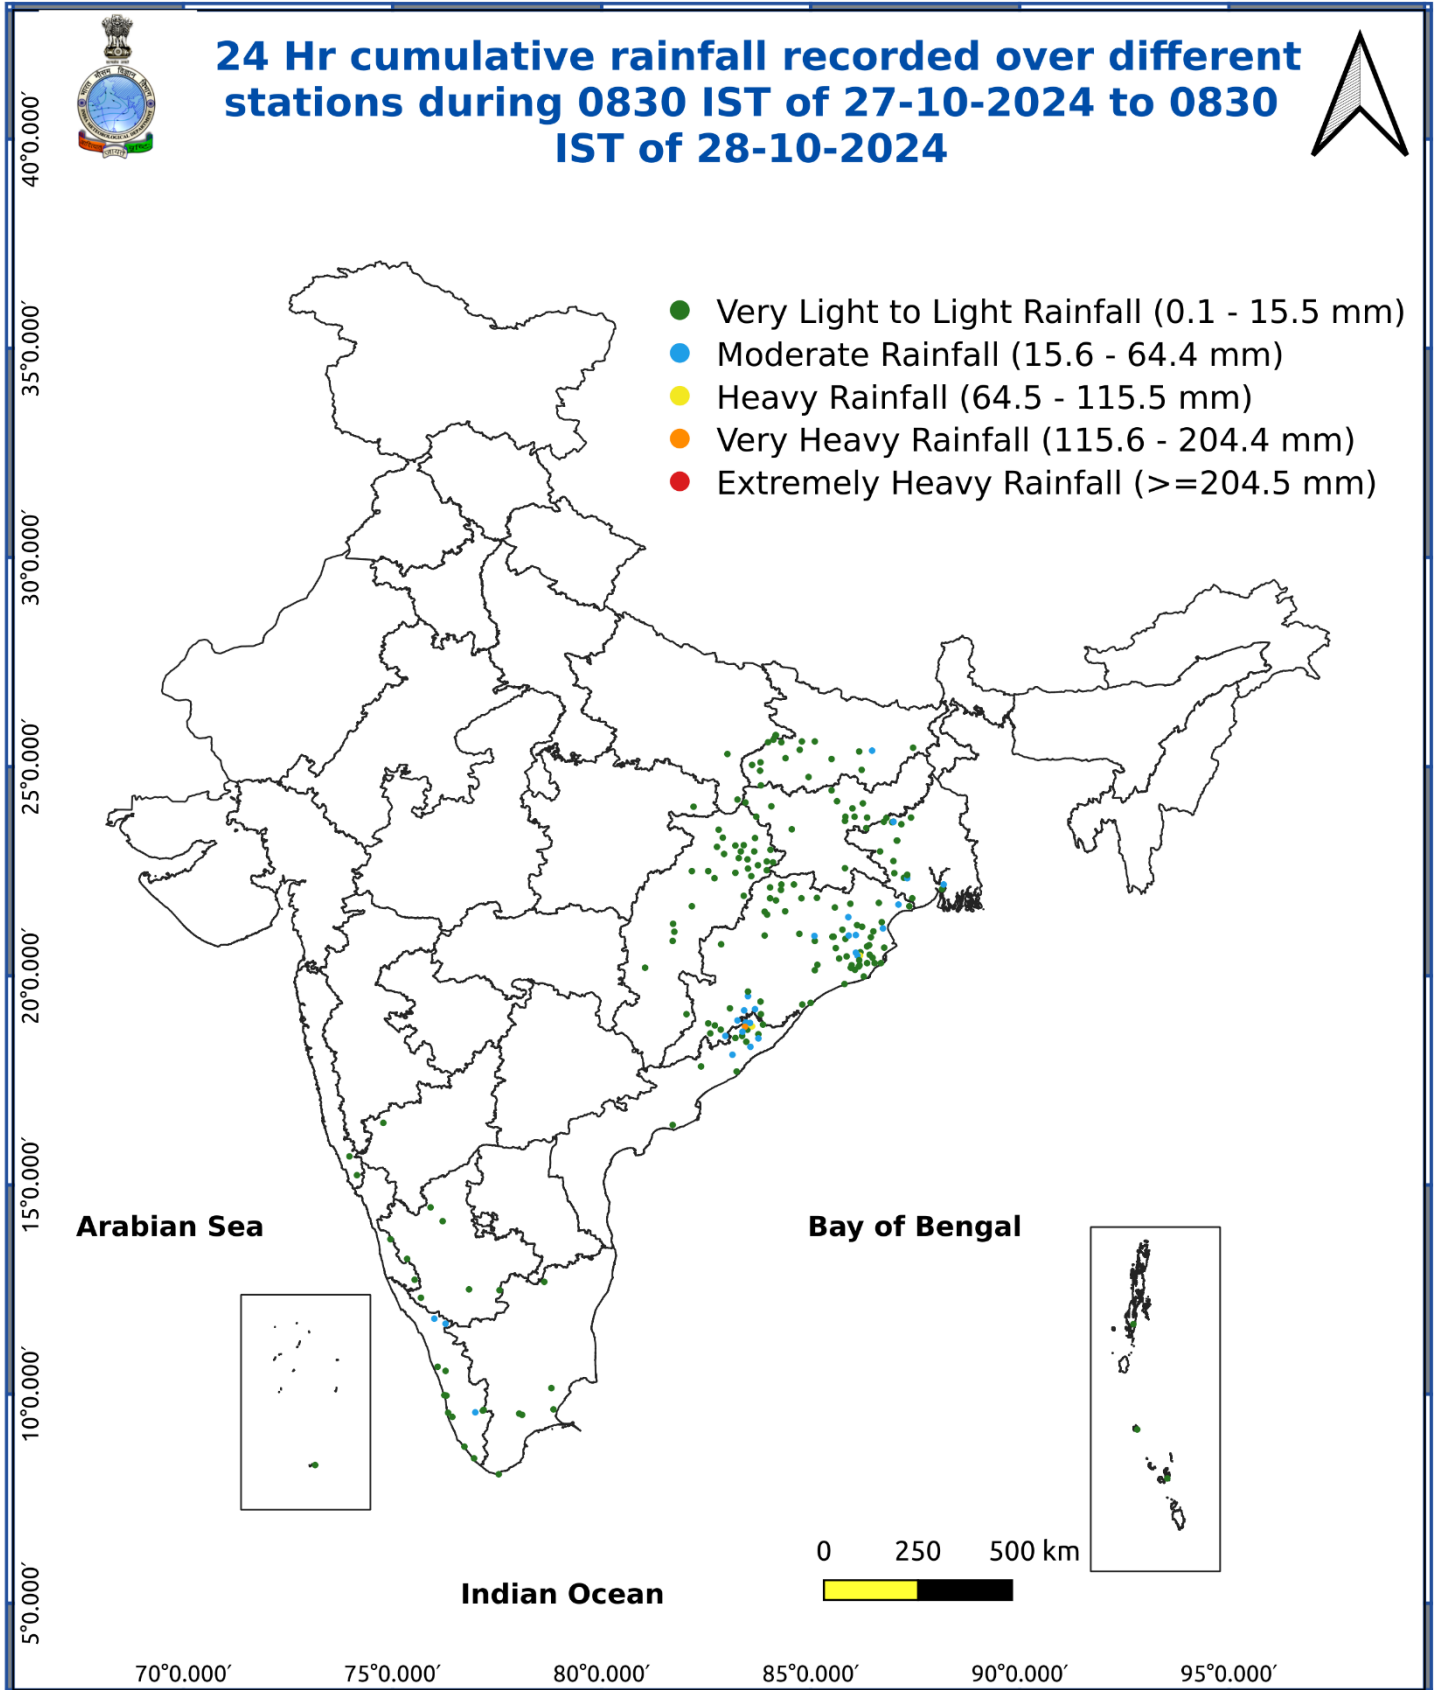 24 Hr cumulative rainfall recorded over different
stations during 0830 IST of 27-10-2024 to 0830
IST of 28-10-2024
Very Light to Light Rainfall (0.1 - 15.5 mm)
Moderate Rainfall (15.6 - 64.4 mm)
Heavy Rainfall (64.5 - 115.5 mm)
Very Heavy Rainfall (115.6 - 204.4 mm)
Extremely Heavy Rainfall (>=204.5 mm)
40°0.000′
35°0.000′
30°0.000′
25°0.000′
20°0.000′
15°0.000′
10°0.000′
5°0.000′
Arabian Sea
Bay of Bengal
Indian Ocean
0 250 500 km
70°0.000′ 75°0.000′ 80°0.000′ 85°0.000′ 90°0.000′ 95°0.000′